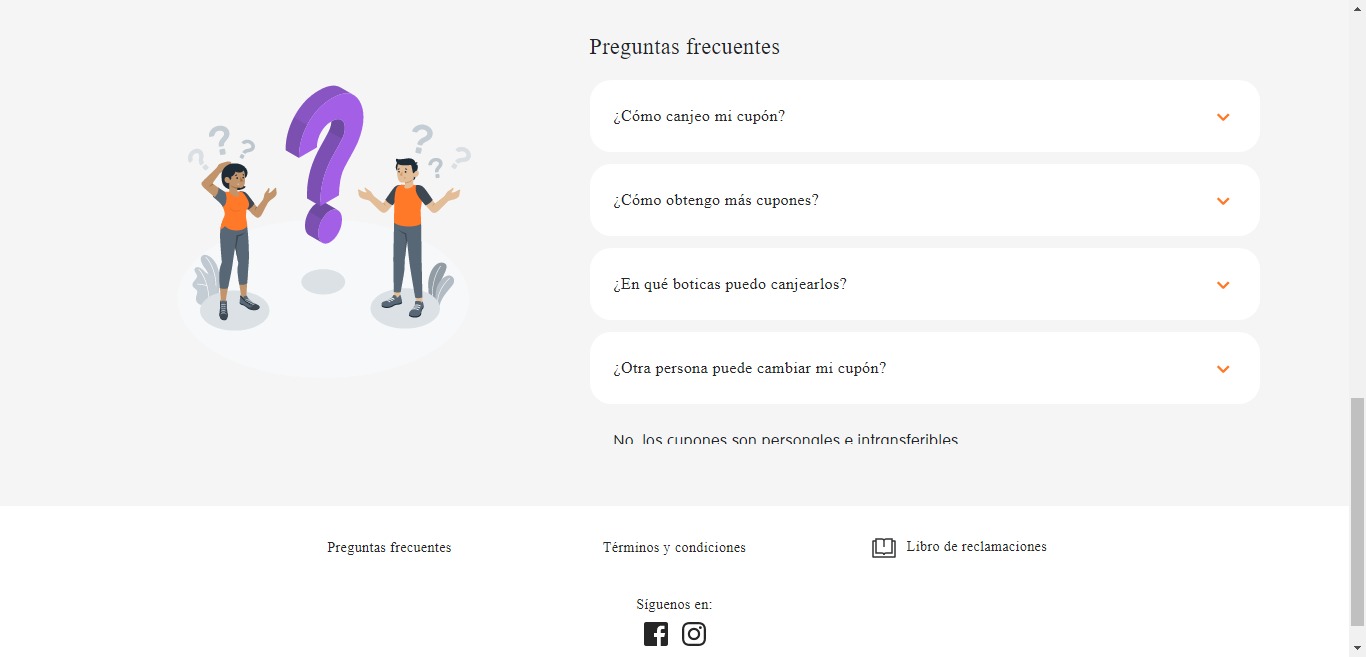 Preguntas frecuentes
¿Cómo canjeo mi cupón?
¿Cómo obtengo más cupones?
¿En qué boticas puedo canjearlos?
¿Otra persona puede cambiar mi cupón?
No, los cupones son personales e intransferibles
Preguntas frecuentes
Términos y condiciones
Libro de reclamaciones
Síguenos en: